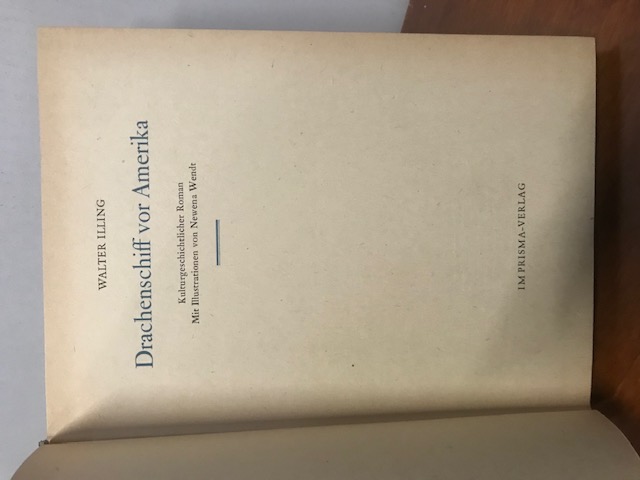 WALTER ILLING
Drachenschiff vor Amerika
Kulturgeschichtlicher Roman
Mit Illustrationen von Newena Wendt
IM PRISMA-VERLAG